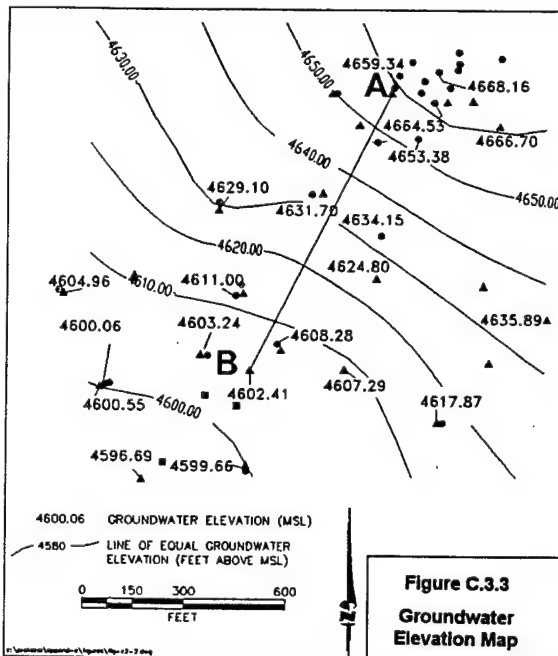 4630.00
4650.00
4659.34
A
4668.16
4664.53
4666.70
4653.38
4640.00
4650.00
4629.10
4631.70
4634.15
4620.00
4624.80
4604.96
4610.00
4611.00
4635.89
4600.06
4603.24
4608.28
B
4602.41
4607.29
4600.55
4600.00
4617.87
4596.69
4599.66
4600.06 GROUNDWATER ELEVATION (MSL)
4580 LINE OF EQUAL GROUNDWATER
ELEVATION (FEET ABOVE MSL)
0 80 300 600
FEET
N
Figure C.3.3
Groundwater
Elevation Map